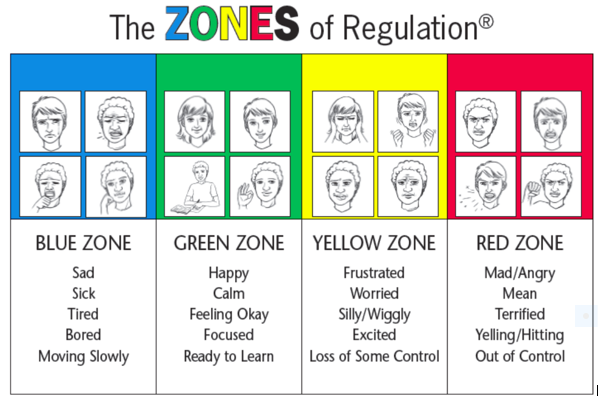 The ZONES of Regulation®
BLUE ZONE
Sad
Sick
Tired
Bored
Moving Slowly
GREEN ZONE
Happy
Calm
Feeling Okay
Focused
Ready to Learn
YELLOW ZONE
Frustrated
Worried
Silly/Wiggly
Excited
Loss of Some Control
RED ZONE
Mad/Angry
Mean
Terrified
Yelling/Hitting
Out of Control